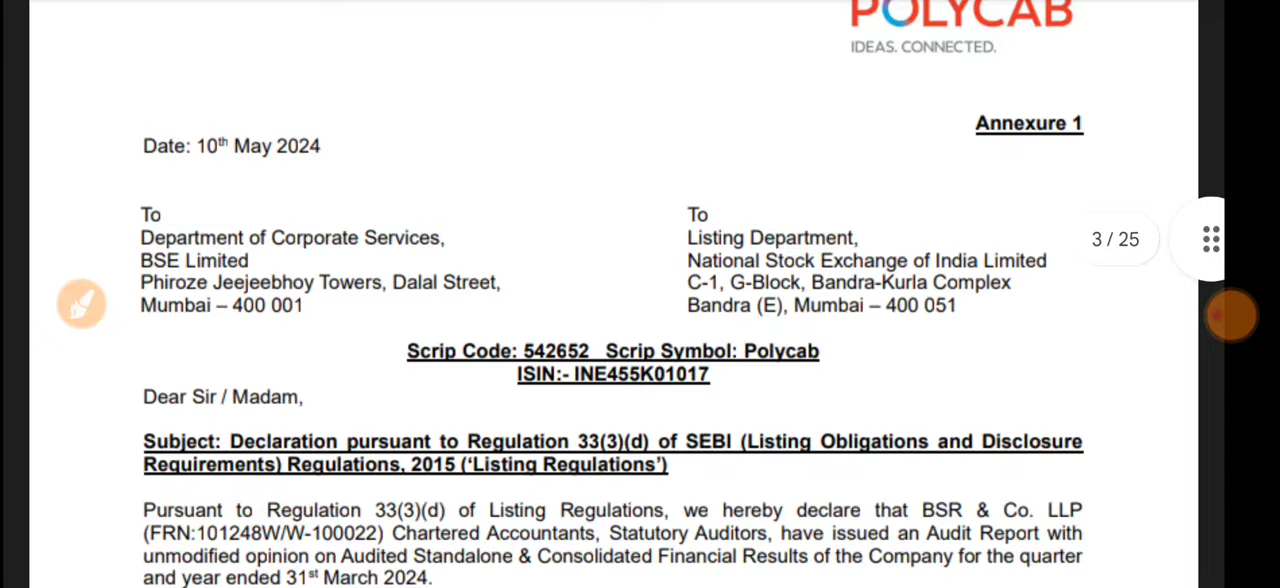 POLYCAB
IDEAS. CONNECTED.
Annexure 1
Date: 10th May 2024
To
Department of Corporate Services,
BSE Limited
Phiroze Jeejeebhoy Towers, Dalal Street,
Mumbai – 400 001
To
Listing Department,
National Stock Exchange of India Limited
C-1, G-Block, Bandra-Kurla Complex
Bandra (E), Mumbai – 400 051
3 / 25
Scrip Code: 542652 Scrip Symbol: Polycab
ISIN:- INE455K01017
Dear Sir / Madam,
Subject: Declaration pursuant to Regulation 33(3)(d) of SEBI (Listing Obligations and Disclosure
Requirements) Regulations, 2015 (‘Listing Regulations’)
Pursuant to Regulation 33(3)(d) of Listing Regulations, we hereby declare that BSR & Co. LLP
(FRN:101248W/W-100022) Chartered Accountants, Statutory Auditors, have issued an Audit Report with
unmodified opinion on Audited Standalone & Consolidated Financial Results of the Company for the quarter
and year ended 31st March 2024.